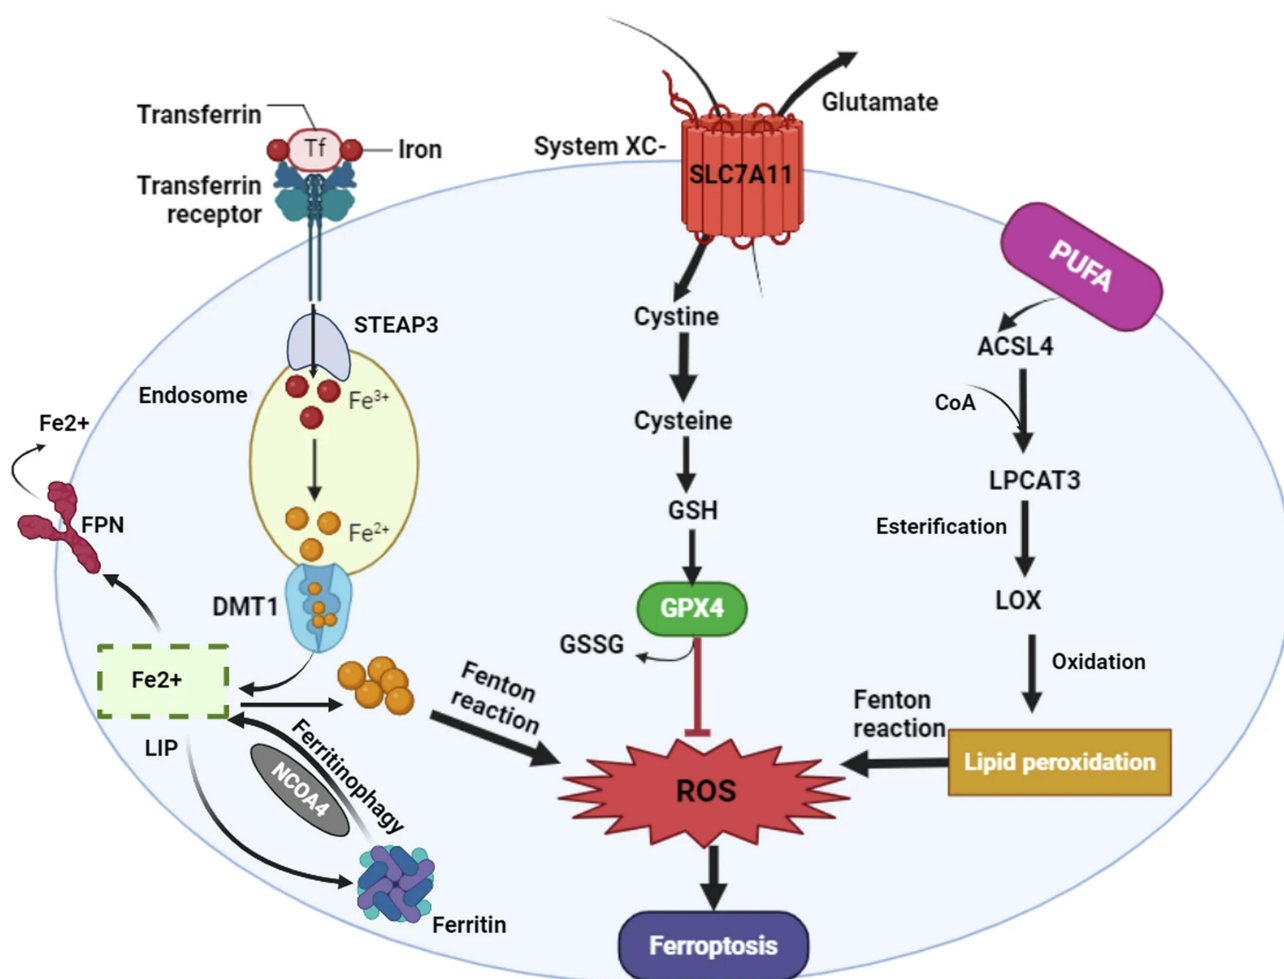 Transferrin
Tf
Iron
Transferrin
receptor
STEAP3
Endosome
Fe³⁺
Fe²⁺
DMT1
Fe2+
FPN
Fe2+
LIP
Ferritinophagy
NCOA4
Ferritin
Fenton
reaction
System XC-
SLC7A11
Glutamate
Cystine
Cysteine
GSH
GPX4
GSSG
ROS
Ferroptosis
PUFA
ACSL4
CoA
LPCAT3
Esterification
LOX
Oxidation
Fenton
reaction
Lipid peroxidation